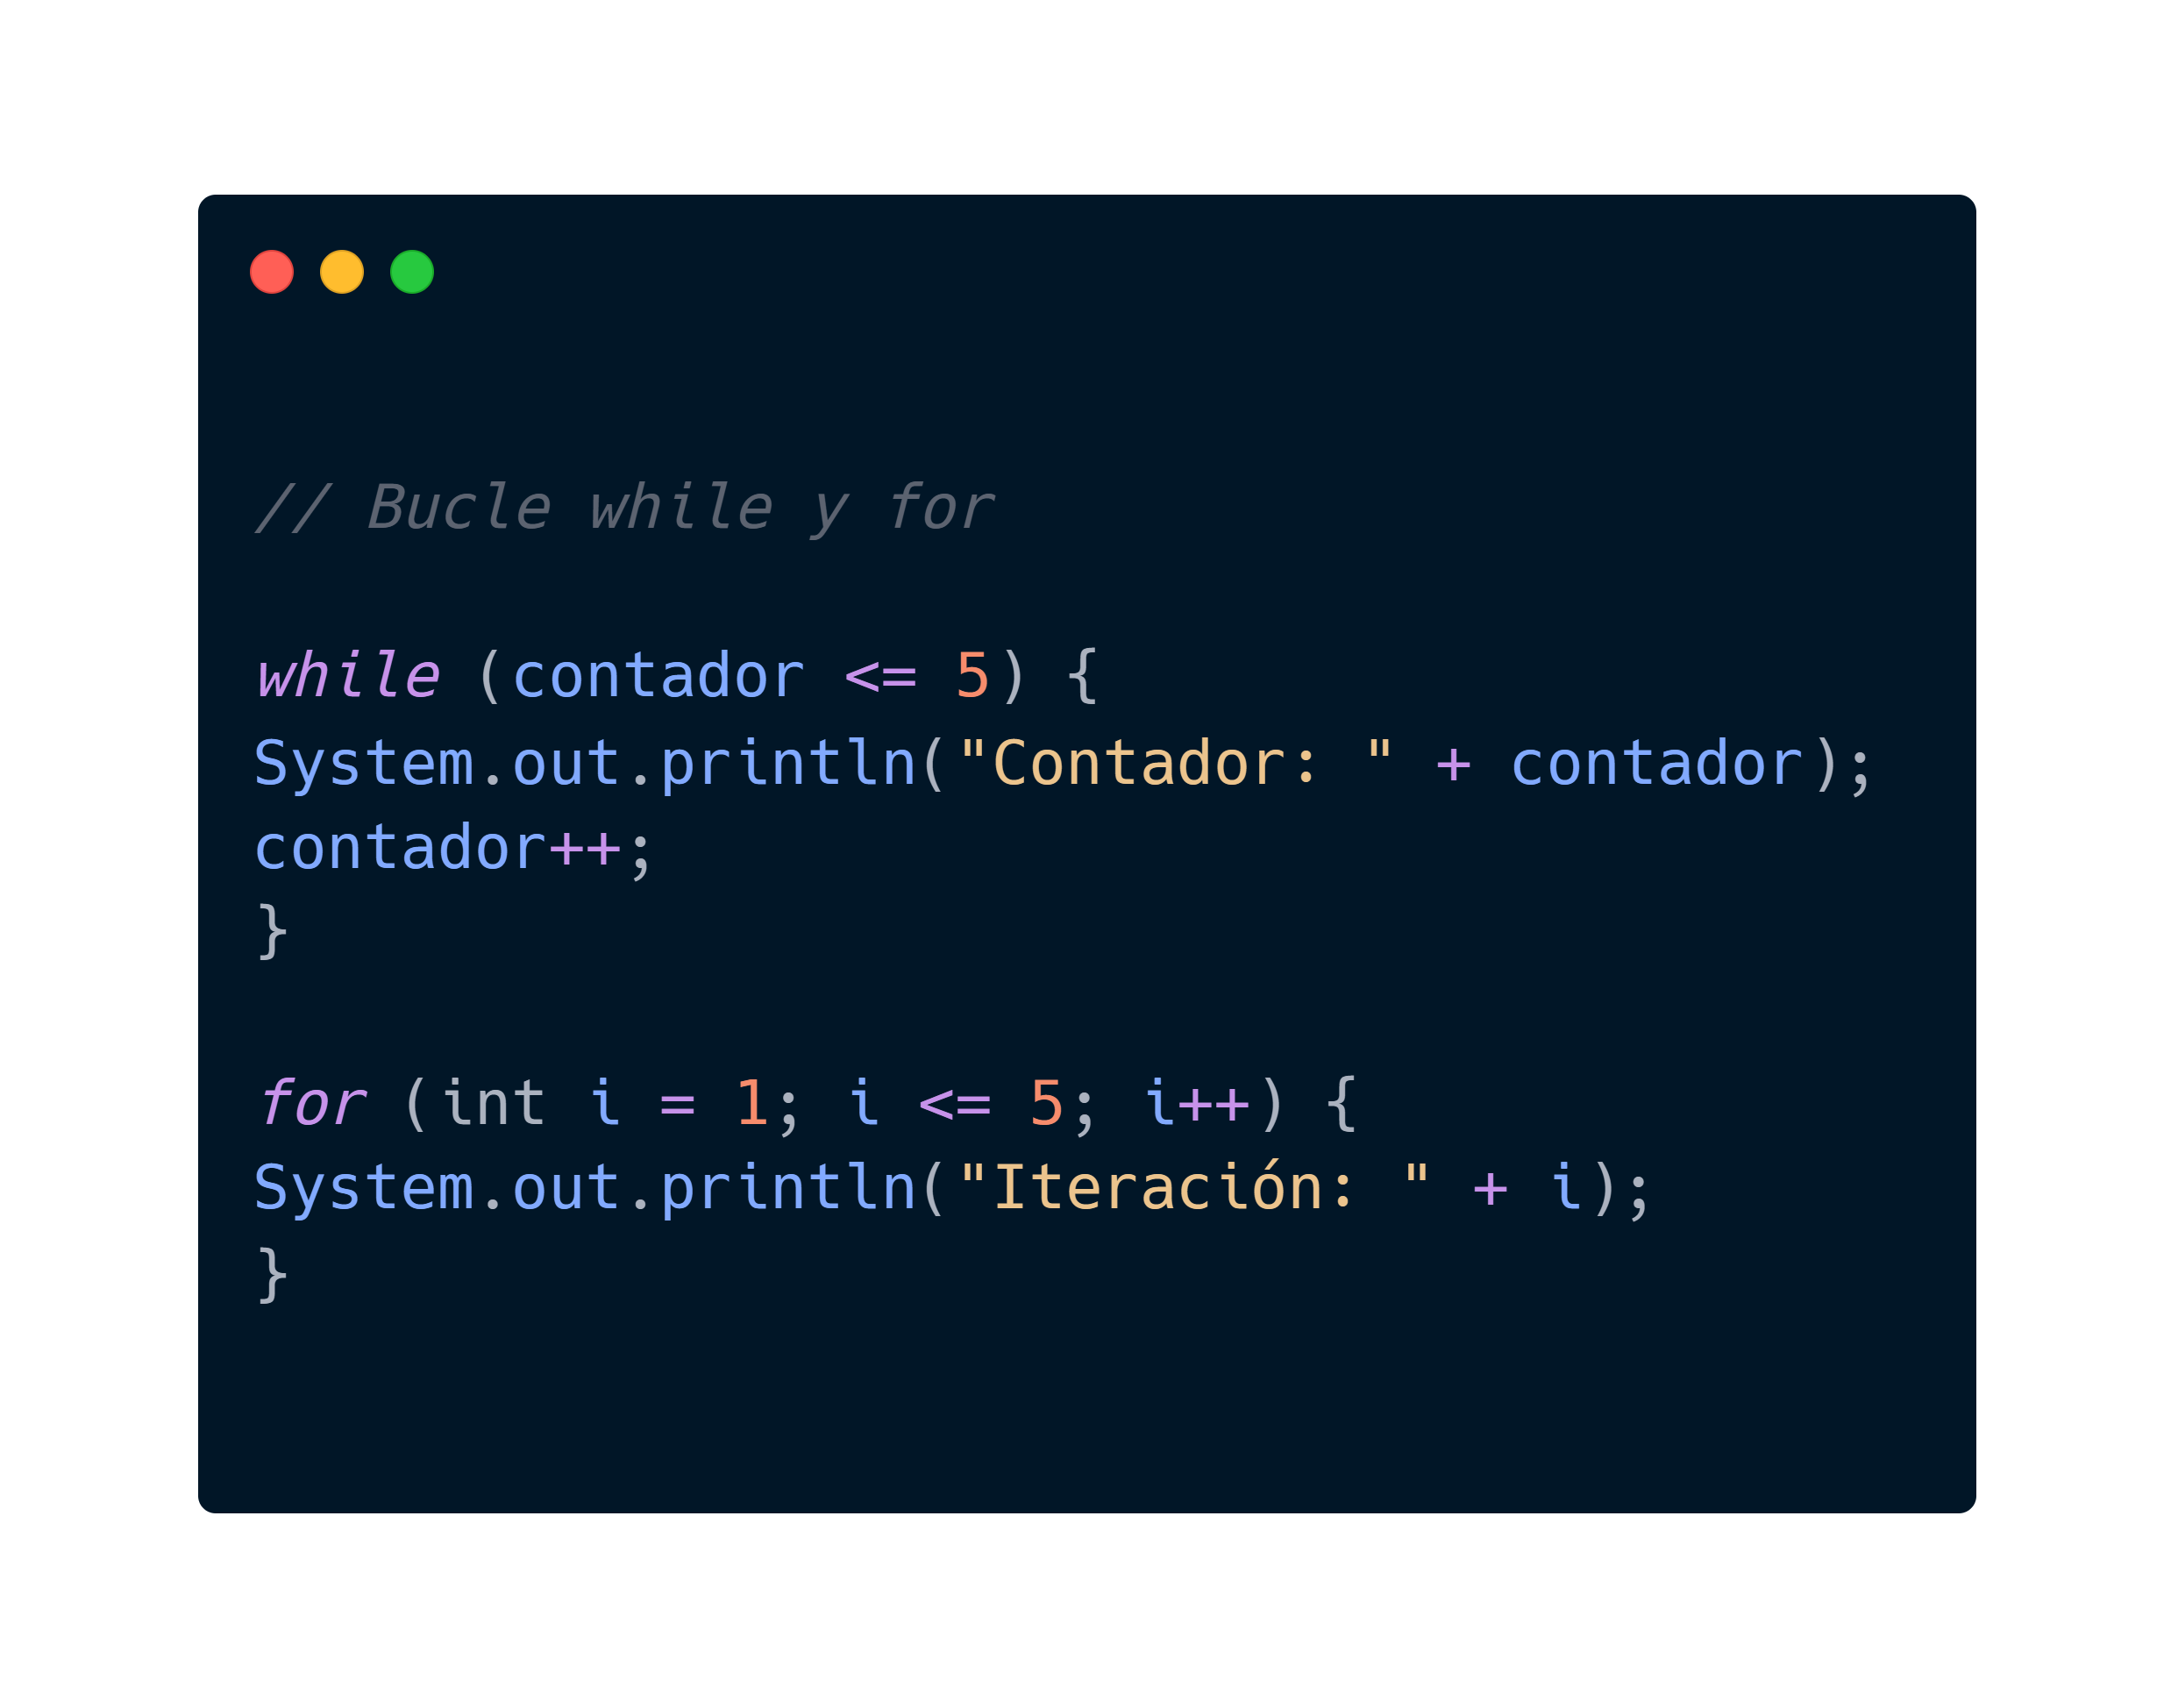 // Bucle while y for
while (contador <= 5) {
System.out.println("Contador: " + contador);
contador++;
}
for (int i = 1; i <= 5; i++) {
System.out.println("Iteración: " + i);
}